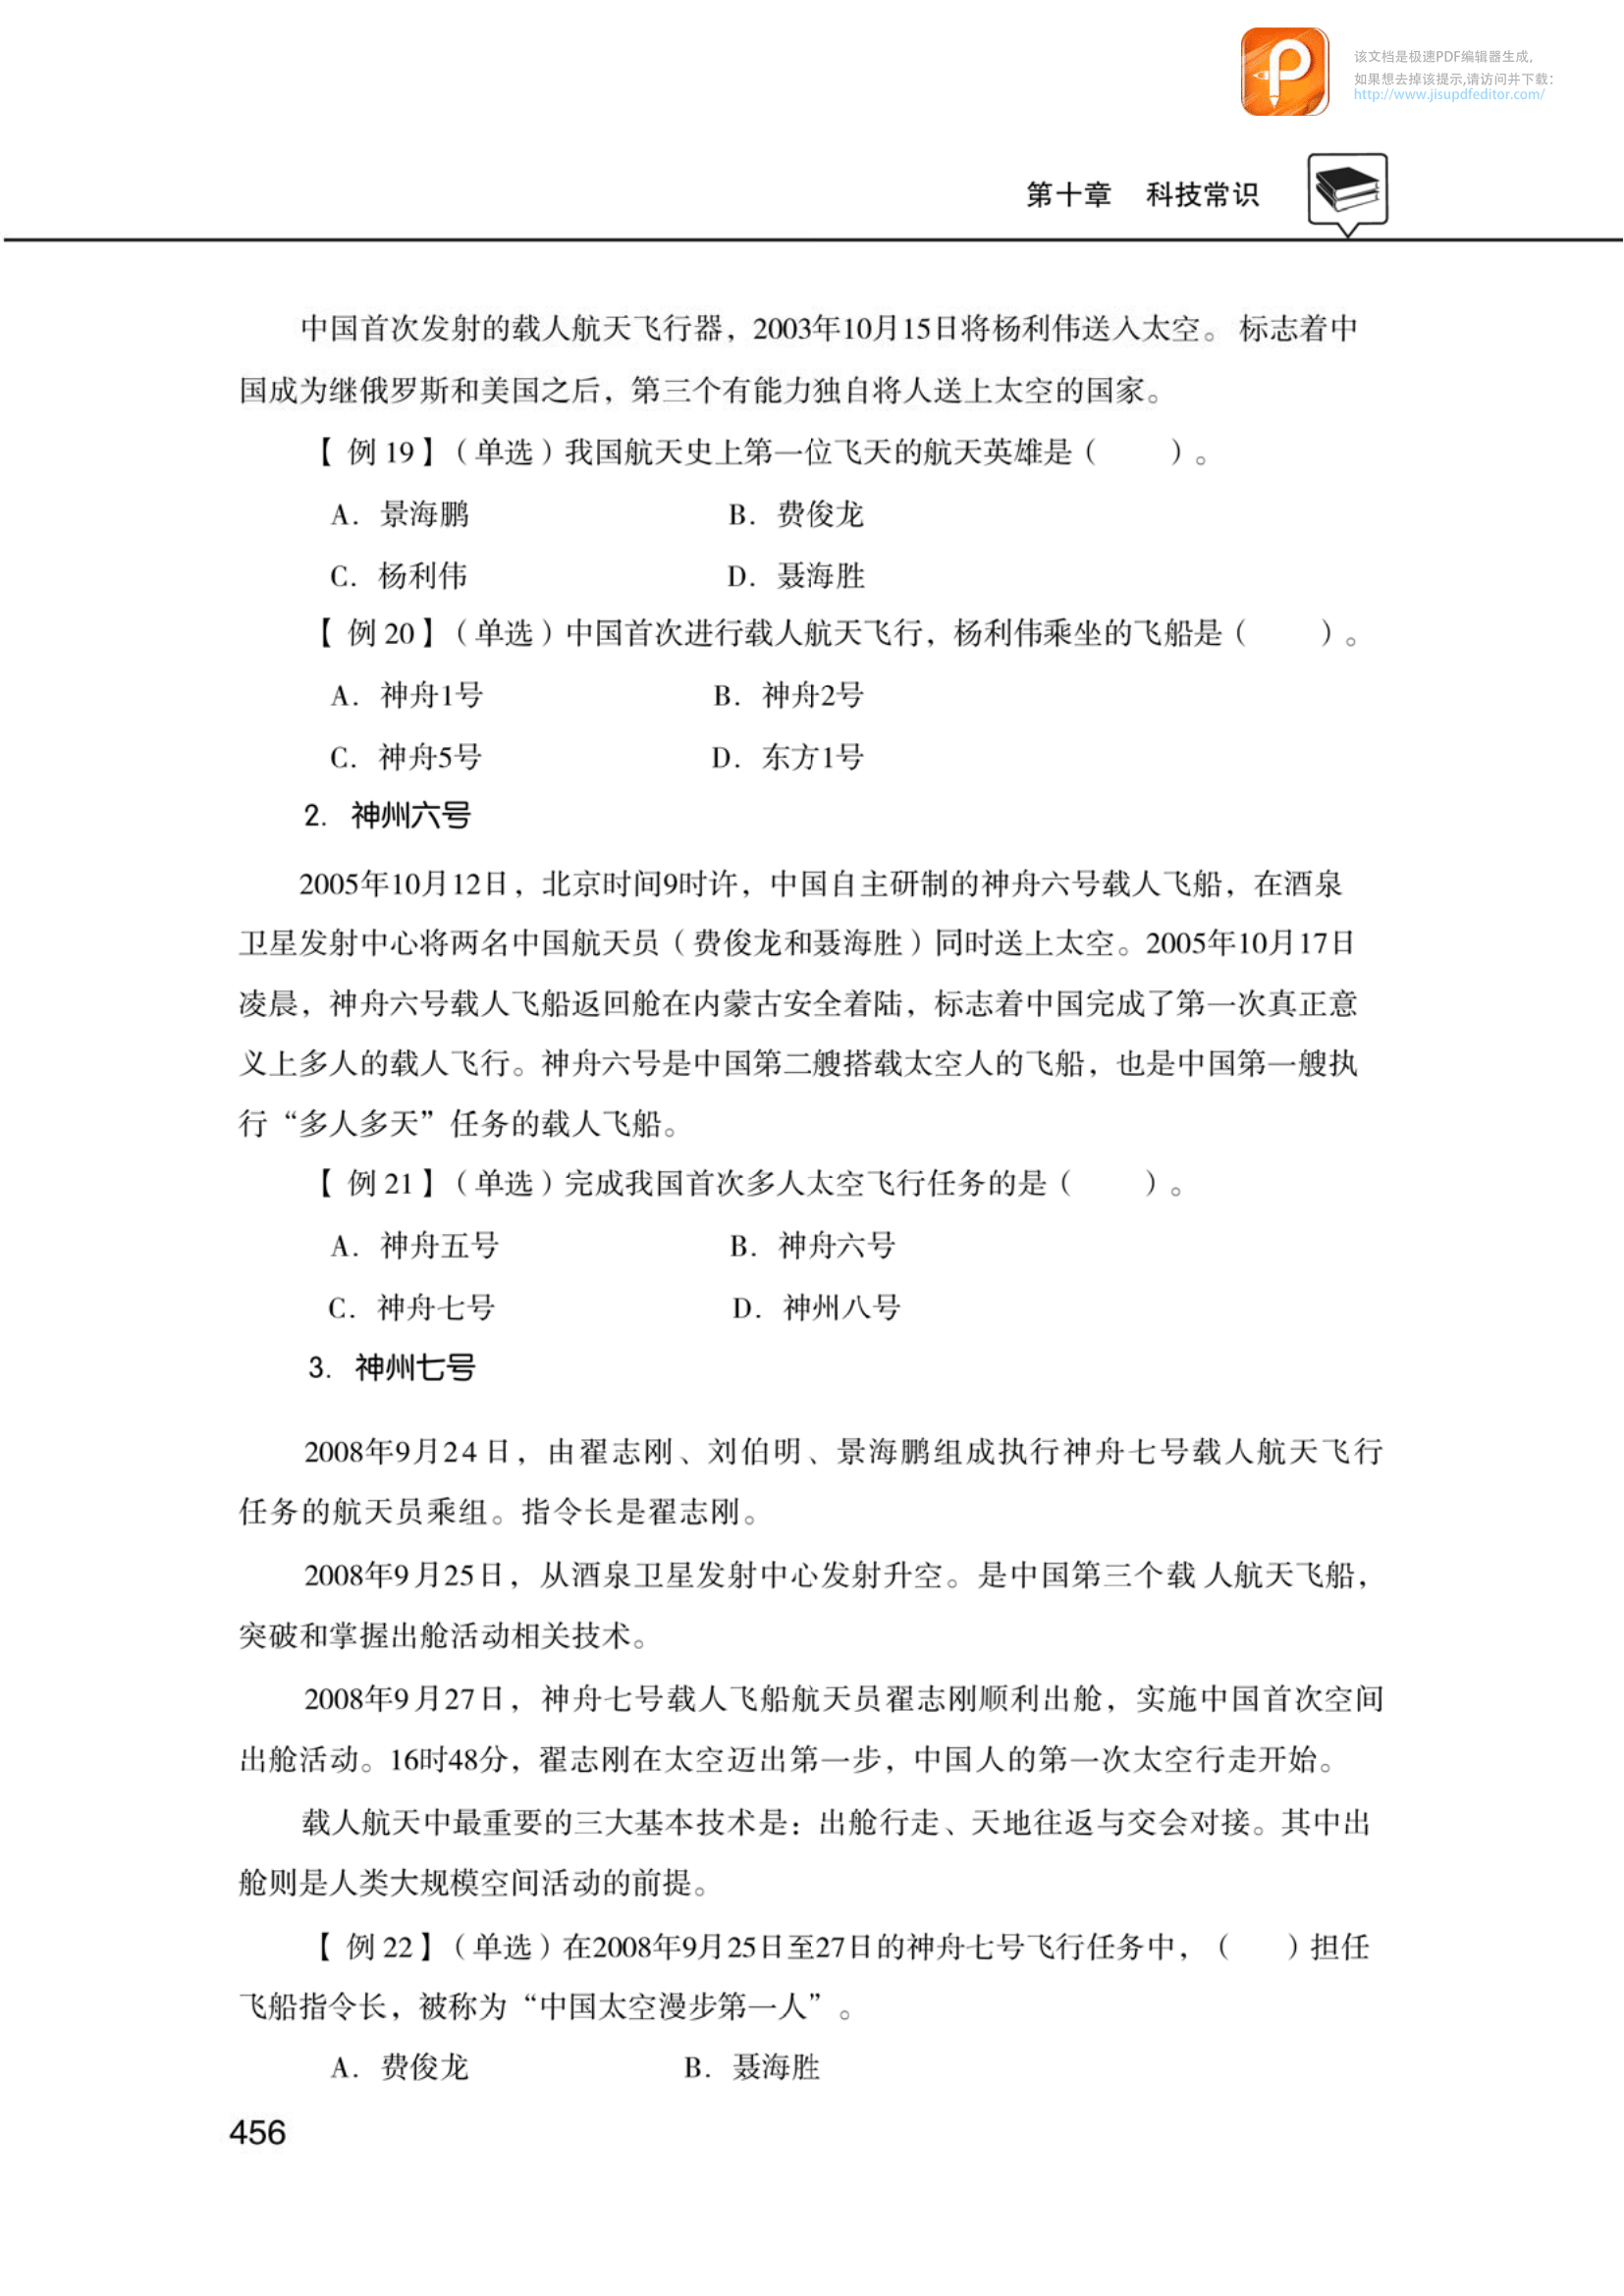 该文档是极速PDF编辑器生成，
如果想去掉该提示,请访问并下载：
http://www.jisupdfeditor.com/
第十章 科技常识
中国首次发射的载人航天飞行器，2003年10月15日将杨利伟送入太空。 标志着中
国成为继俄罗斯和美国之后，第三个有能力独自将人送上太空的国家。
【 例 19 】（单选）我国航天史上第一位飞天的航天英雄是（ ）。
A. 景海鹏 B. 费俊龙
C. 杨利伟 D. 聂海胜
【 例 20 】（单选）中国首次进行载人航天飞行，杨利伟乘坐的飞船是（ ）。
A. 神舟1号 B. 神舟2号
C. 神舟5号 D. 东方1号
2. 神州六号
2005年10月12日，北京时间9时许，中国自主研制的神舟六号载人飞船，在酒泉
卫星发射中心将两名中国航天员（费俊龙和聂海胜）同时送上太空。2005年10月17日
凌晨，神舟六号载人飞船返回舱在内蒙古安全着陆，标志着中国完成了第一次真正意
义上多人的载人飞行。神舟六号是中国第二艘搭载太空人的飞船，也是中国第一艘执
行“多人多天”任务的载人飞船。
【 例 21 】（单选）完成我国首次多人太空飞行任务的是（ ）。
A. 神舟五号 B. 神舟六号
C. 神舟七号 D. 神州八号
3. 神州七号
2008年9月24日，由翟志刚、刘伯明、景海鹏组成执行神舟七号载人航天飞行
任务的航天员乘组。指令长是翟志刚。
2008年9月25日，从酒泉卫星发射中心发射升空。是中国第三个载 人航天飞船，
突破和掌握出舱活动相关技术。
2008年9月27日，神舟七号载人飞船航天员翟志刚顺利出舱，实施中国首次空间
出舱活动。16时48分，翟志刚在太空迈出第一步，中国人的第一次太空行走开始。
载人航天中最重要的三大基本技术是：出舱行走、天地往返与交会对接。其中出
舱则是人类大规模空间活动的前提。
【 例 22 】（单选）在2008年9月25日至27日的神舟七号飞行任务中，（ ）担任
飞船指令长，被称为“中国太空漫步第一人”。
A. 费俊龙 B. 聂海胜
456